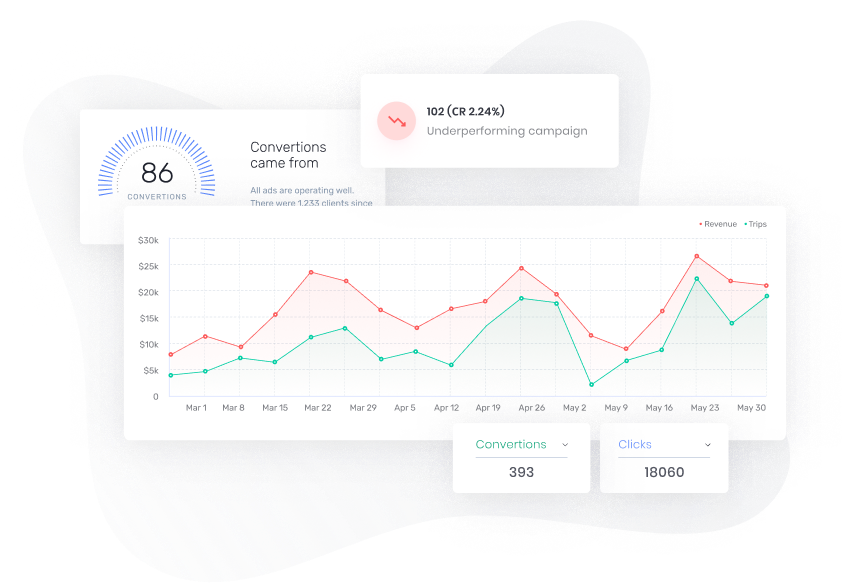 102 (CR 2.24%)
Underperforming campaign
86
CONVERTIONS
Convertions
came from
All ads are operating well.
There were 1,233 clients since
Revenue
Trips
$30k
$25k
$20k
$15k
$10k
$5k
0
Mar 1 Mar 8 Mar 15 Mar 22 Mar 29 Apr 5 Apr 12 Apr 19 Apr 26 May 2 May 9 May 16 May 23 May 30
Convertions
393
Clicks
18060